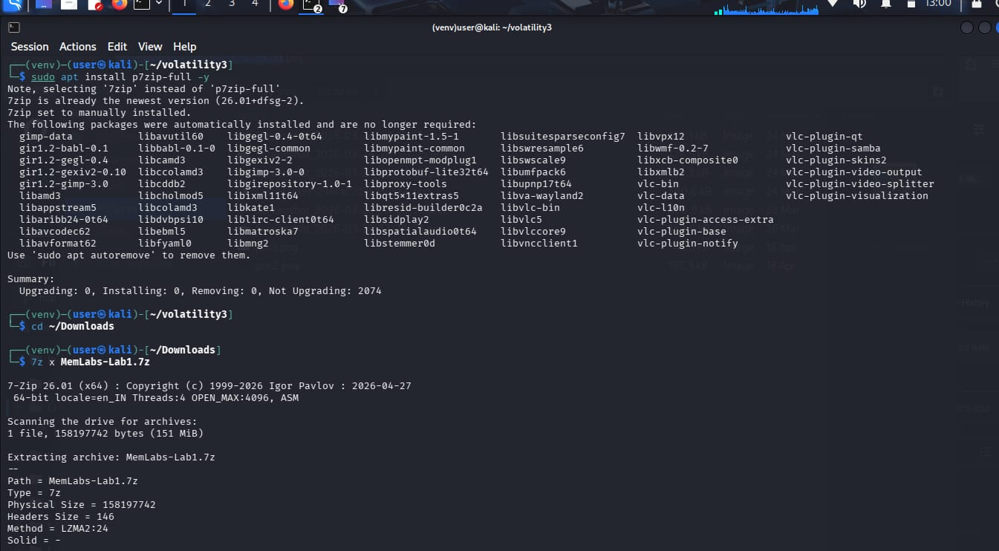 1 2 3 4 2 7 13:00
(venv)user@kali: ~/volatility3
Session Actions Edit View Help
┌──(venv)─(user㉿kali)-[~/volatility3]
└─$ sudo apt install p7zip-full -y
Note, selecting '7zip' instead of 'p7zip-full'
7zip is already the newest version (26.01+dfsg-2).
7zip set to manually installed.
The following packages were automatically installed and are no longer required:
gimp-data libavutil60 libgegl-0.4-0t64 libmypaint-1.5-1 libsuitesparseconfig7 libvpx12 vlc-plugin-qt
gir1.2-babl-0.1 libbabl-0.1-0 libgegl-common libmypaint-common libswresample6 libwmf-0.2-7 vlc-plugin-samba
gir1.2-gegl-0.4 libcamd3 libgexiv2-2 libopenmpt-modplug1 libswscale9 libxcb-composite0 vlc-plugin-skins2
gir1.2-gexiv2-0.10 libccolamd3 libgimp-3.0-0 libprotobuf-lite32t64 libumfpack6 libxmlb2 vlc-plugin-video-output
gir1.2-gimp-3.0 libcddb2 libgirepository-1.0-1 libproxy-tools libupnp17t64 vlc-bin vlc-plugin-video-splitter
libamd3 libcholmod5 libixml11t64 libqt5x11extras5 libva-wayland2 vlc-data vlc-plugin-visualization
libappstream5 libcolamd3 libkate1 libresid-builder0c2a libvlc-bin vlc-l10n
libaribb24-0t64 libdvbpsi10 liblirc-client0t64 libsidplay2 libvlc5 vlc-plugin-access-extra
libavcodec62 libebml5 libmatroska7 libspatialaudio0t64 libvlccore9 vlc-plugin-base
libavformat62 libfyaml0 libmng2 libstemmer0d libvncclient1 vlc-plugin-notify
Use 'sudo apt autoremove' to remove them.
Summary:
Upgrading: 0, Installing: 0, Removing: 0, Not Upgrading: 2074
┌──(venv)─(user㉿kali)-[~/volatility3]
└─$ cd ~/Downloads
┌──(venv)─(user㉿kali)-[~/Downloads]
└─$ 7z x MemLabs-Lab1.7z
7-Zip 26.01 (x64) : Copyright (c) 1999-2026 Igor Pavlov : 2026-04-27
64-bit locale=en_IN Threads:4 OPEN_MAX:4096, ASM
Scanning the drive for archives:
1 file, 158197742 bytes (151 MiB)
Extracting archive: MemLabs-Lab1.7z
--
Path = MemLabs-Lab1.7z
Type = 7z
Physical Size = 158197742
Headers Size = 146
Method = LZMA2:24
Solid = -